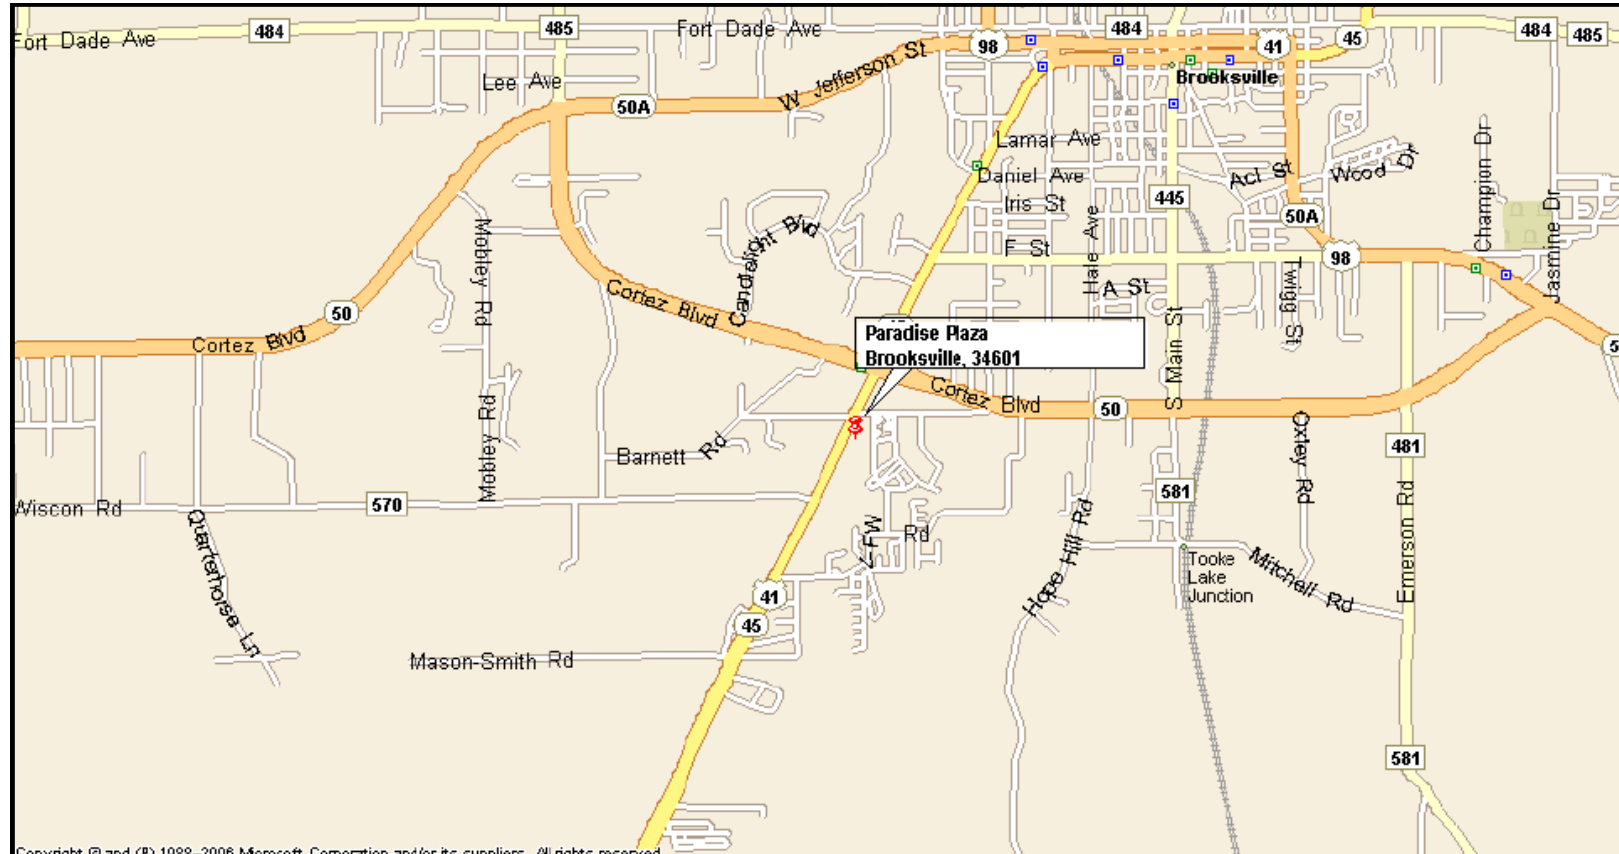 Fort Dade Ave
484
485
Fort Dade Ave
98
484
41
45
484
485
Lee Ave
50A
W Jefferson St
Brooksville
Lamar Ave
Daniel Ave
Iris St
F St
Hale Ave
A St
445
Acl St
Wood Dr
Champion Dr
Jasmine Dr
50A
98
Twigg St
Mobley Rd
Candlelight Blvd
Cortez Blvd
50
Cortez Blvd
Paradise Plaza
Brooksville, 34601
S Main St
Cortez Blvd
50
Mobley Rd
Barnett Rd
Oxley Rd
481
Wiscon Rd
570
581
Quarterhorse Ln
Rd
Hope Hill Rd
Tooke
Lake
Junction
Mitchell Rd
Emerson Rd
41
45
Mason-Smith Rd
581
Copyright © and (P) 1988-2006 Microsoft Corporation and/or its suppliers. All rights reserved.